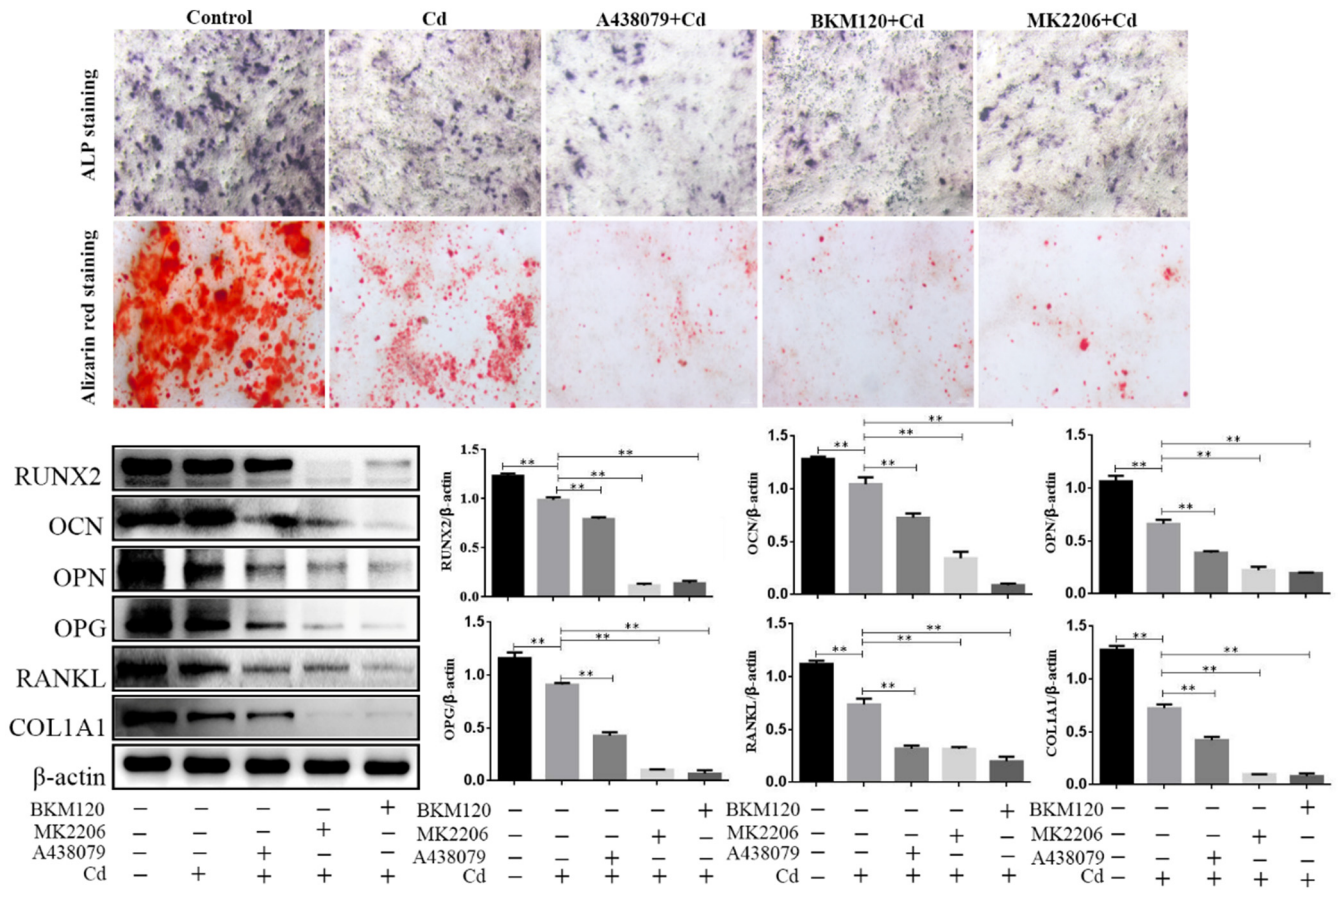 Control Cd A438079+Cd BKM120+Cd MK2206+Cd
ALP staining
Alizarin red staining
RUNX2
OCN
OPN
OPG
RANKL
COL1A1
β-actin
BKM120 – – – – +
MK2206 – – – + –
A438079 – – + – –
Cd – + + + +
RUNX2/β-actin
1.5
1.0
0.5
0.0
** ** ** **
OCN/β-actin
1.5
1.0
0.5
0.0
** ** ** **
OPN/β-actin
1.5
1.0
0.5
0.0
** ** ** **
OPG/β-actin
1.5
1.0
0.5
0.0
** ** ** **
RANKL/β-actin
1.5
1.0
0.5
0.0
** ** ** **
COL1A1/β-actin
1.5
1.0
0.5
0.0
** ** ** **
BKM120 – – – – +
MK2206 – – – + –
A438079 – – + – –
Cd – + + + +
BKM120 – – – – +
MK2206 – – – + –
A438079 – – + – –
Cd – + + + +
BKM120 – – – – +
MK2206 – – – + –
A438079 – – + – –
Cd – + + + +